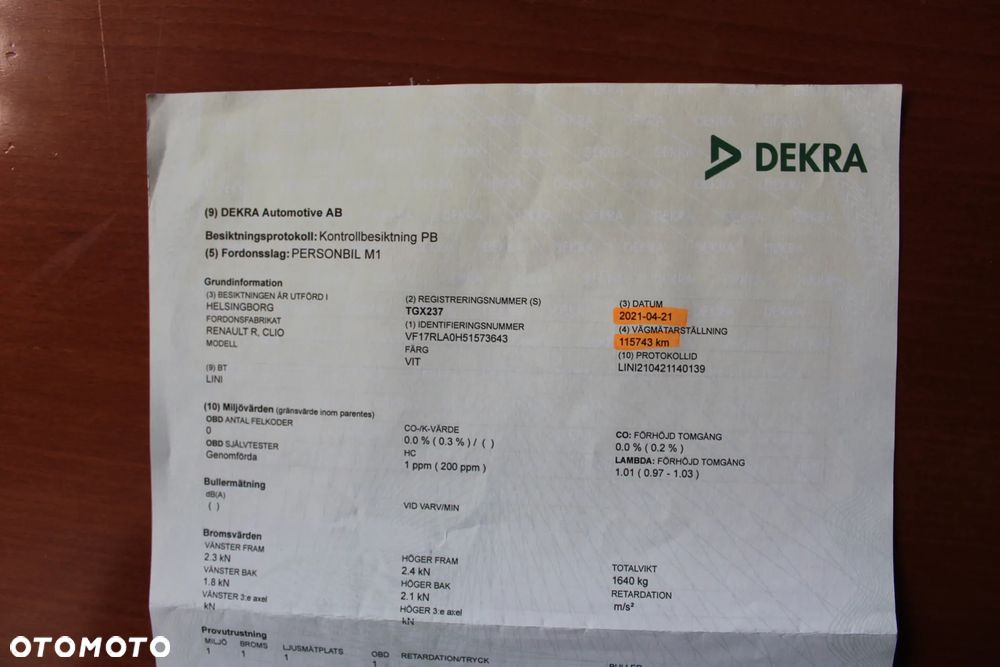 DEKRA
(9) DEKRA Automotive AB
Besiktningsprotokoll: Kontrollbesiktning PB
(5) Fordonsslag: PERSONBIL M1
Grundinformation
(3) BESIKTNINGEN ÄR UTFÖRD I
HELSINGBORG
FORDONSFABRIKAT
RENAULT R, CLIO
MODELL
(9) BT
LINI
(2) REGISTRERINGSNUMMER (S)
TGX237
(1) IDENTIFIERINGSNUMMER
VF17RLA0H51573643
FÄRG
VIT
(3) DATUM
2021-04-21
(4) VÄGMÄTARSTÄLLNING
115743 km
(10) PROTOKOLLID
LINI210421140139
(10) Miljövärden (gränsvärde inom parentes)
OBD ANTAL FELKODER
0
OBD SJÄLVTESTER
Genomförda
CO-/K-VÄRDE
0.0 % ( 0.3 % ) / ( )
HC
1 ppm ( 200 ppm )
CO: FÖRHÖJD TOMGÅNG
0.0 % ( 0.2 % )
LAMBDA: FÖRHÖJD TOMGÅNG
1.01 ( 0.97 - 1.03 )
Bullermätning
dB(A)
( )
VID VARV/MIN
Bromsvärden
VÄNSTER FRAM
2.3 kN
VÄNSTER BAK
1.8 kN
VÄNSTER 3:e axel
kN
HÖGER FRAM
2.4 kN
HÖGER BAK
2.1 kN
HÖGER 3:e axel
kN
TOTALVIKT
1640 kg
RETARDATION
m/s²
Provutrustning
MILJÖ BROMS LJUSMÄTPLATS OBD RETARDATION/TRYCK
1 1 1 1
OTOMOTO